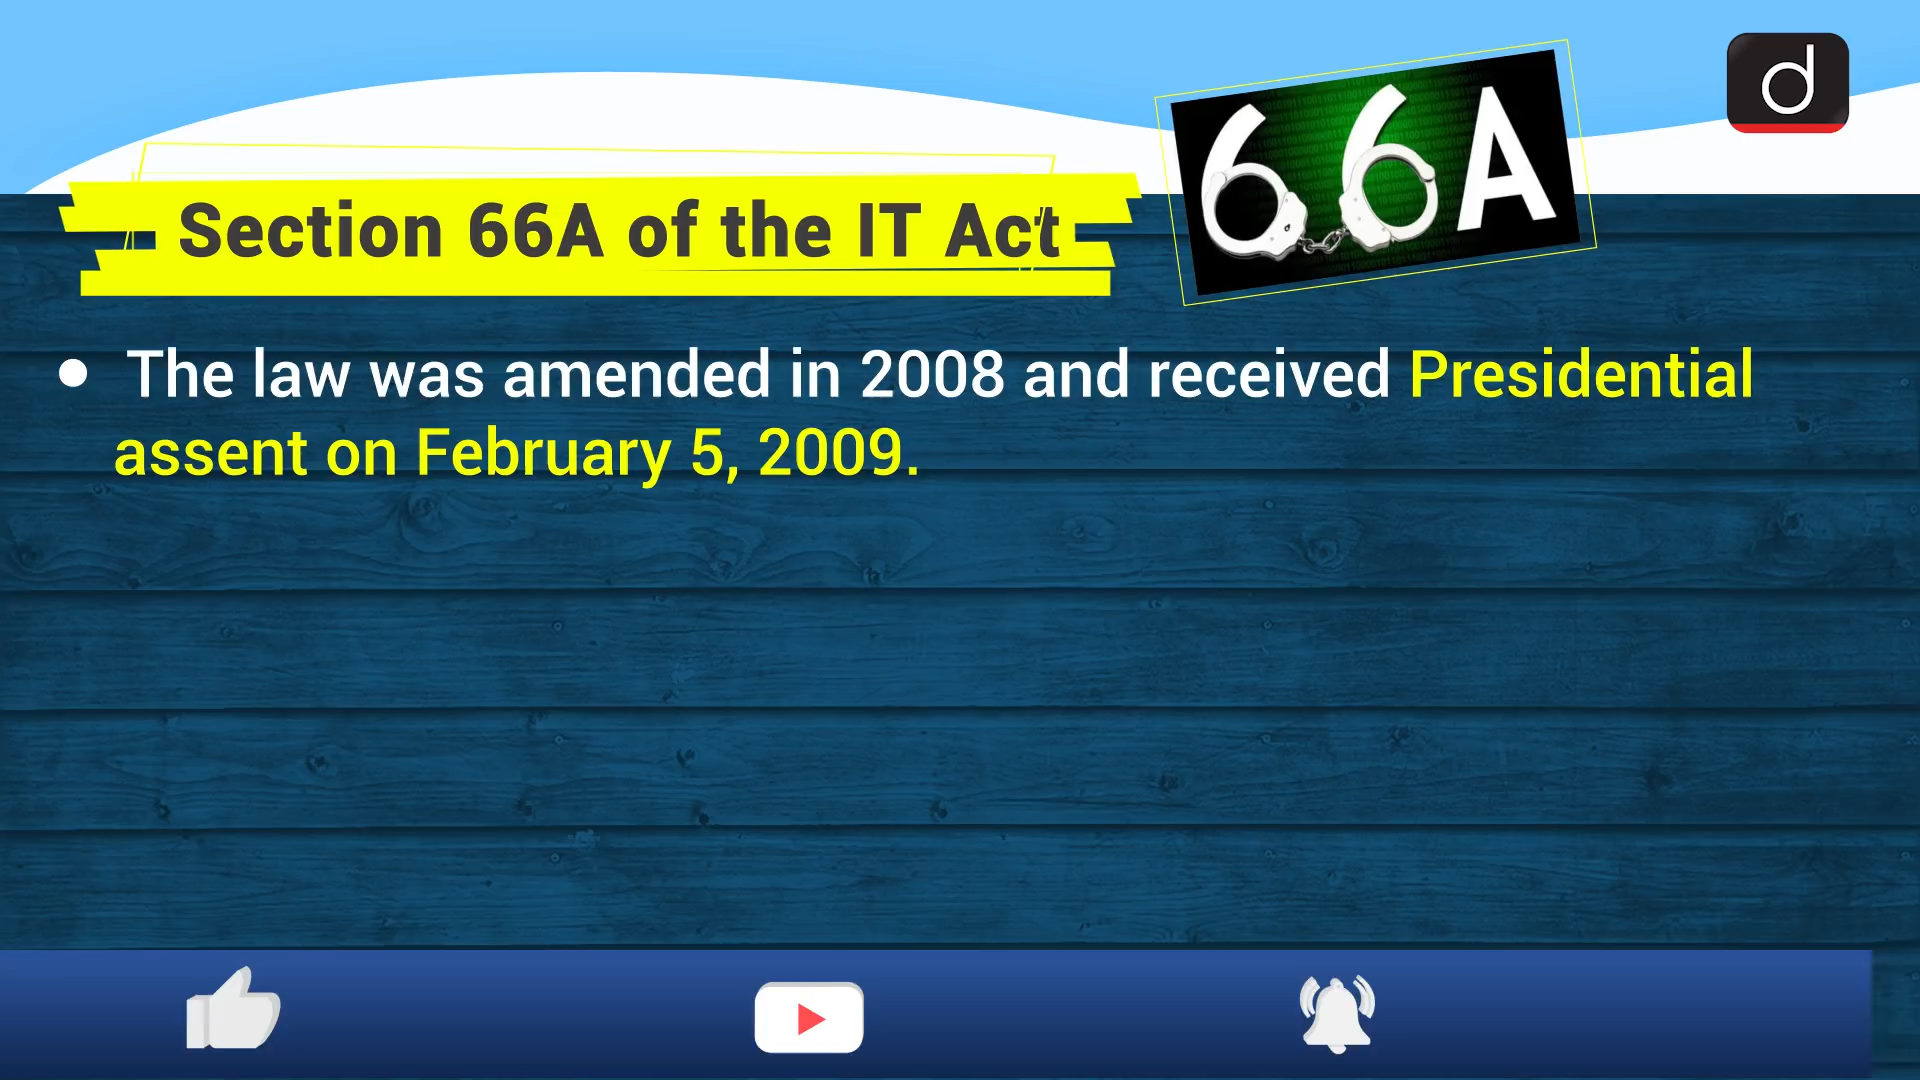 d
66A
Section 66A of the IT Act
• The law was amended in 2008 and received Presidential
assent on February 5, 2009.